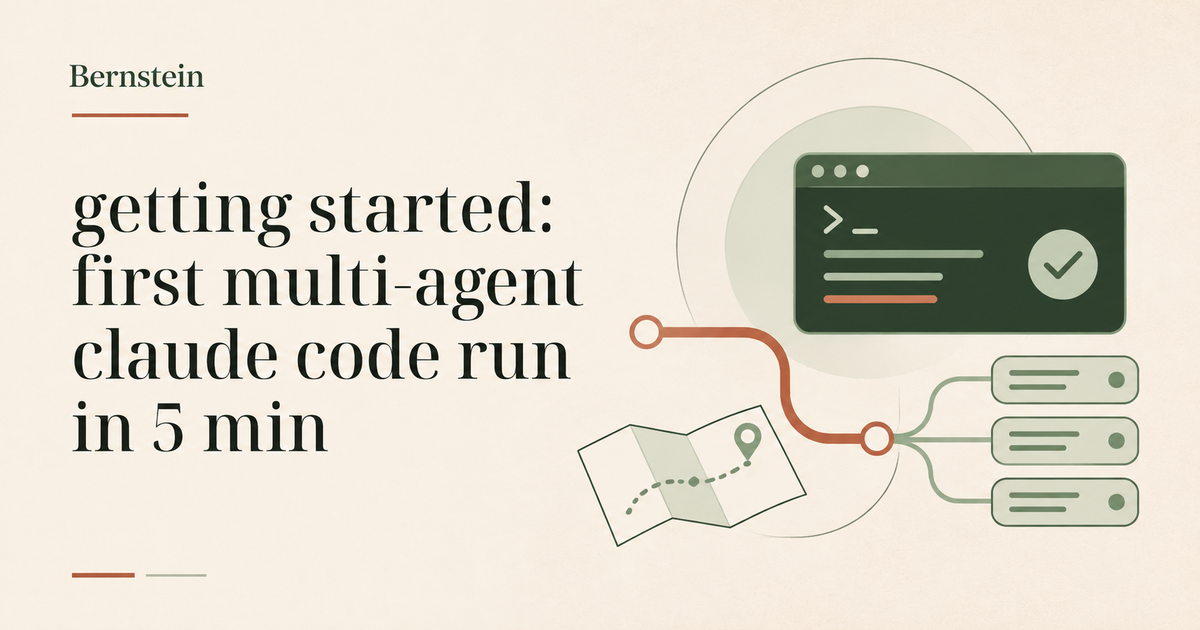 Bernstein
getting started:
first multi-agent
claude code run
in 5 min
>_